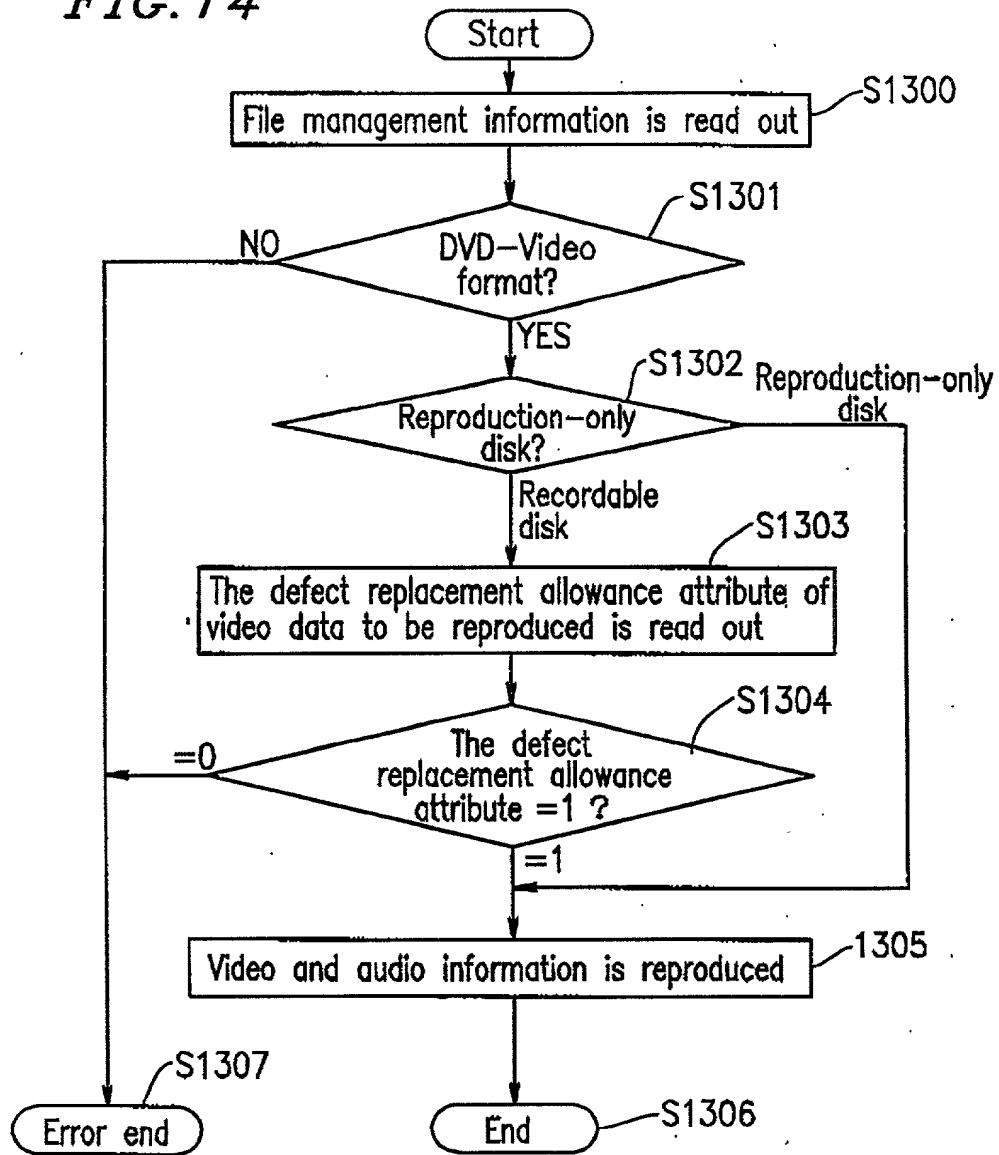 FIG. 14
Start
S1300
File management information is read out
S1301
NO
DVD-Video
format?
YES
S1302
Reproduction-only
disk
Reproduction-only
disk?
Recordable
disk
S1303
The defect replacement allowance attribute of
video data to be reproduced is read out
S1304
=0
The defect
replacement allowance
attribute =1 ?
=1
1305
Video and audio information is reproduced
S1307
Error end
End
S1306